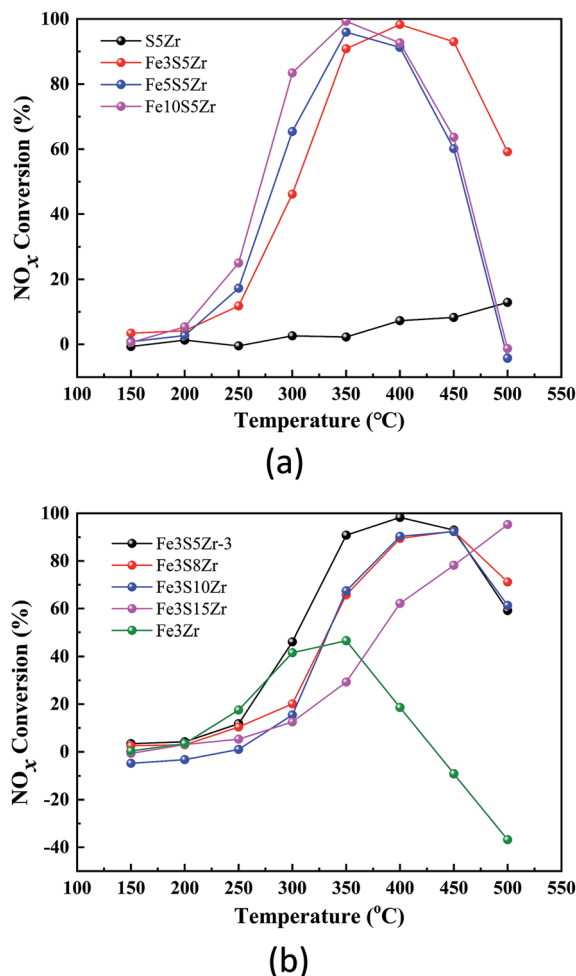 100
80
60
40
20
0
NOx Conversion (%)
S5Zr
Fe3S5Zr
Fe5S5Zr
Fe10S5Zr
100 150 200 250 300 350 400 450 500 550
Temperature (°C)
(a)
100
80
60
40
20
0
-20
-40
NOx Conversion (%)
Fe3S5Zr-3
Fe3S8Zr
Fe3S10Zr
Fe3S15Zr
Fe3Zr
100 150 200 250 300 350 400 450 500 550
Temperature (°C)
(b)